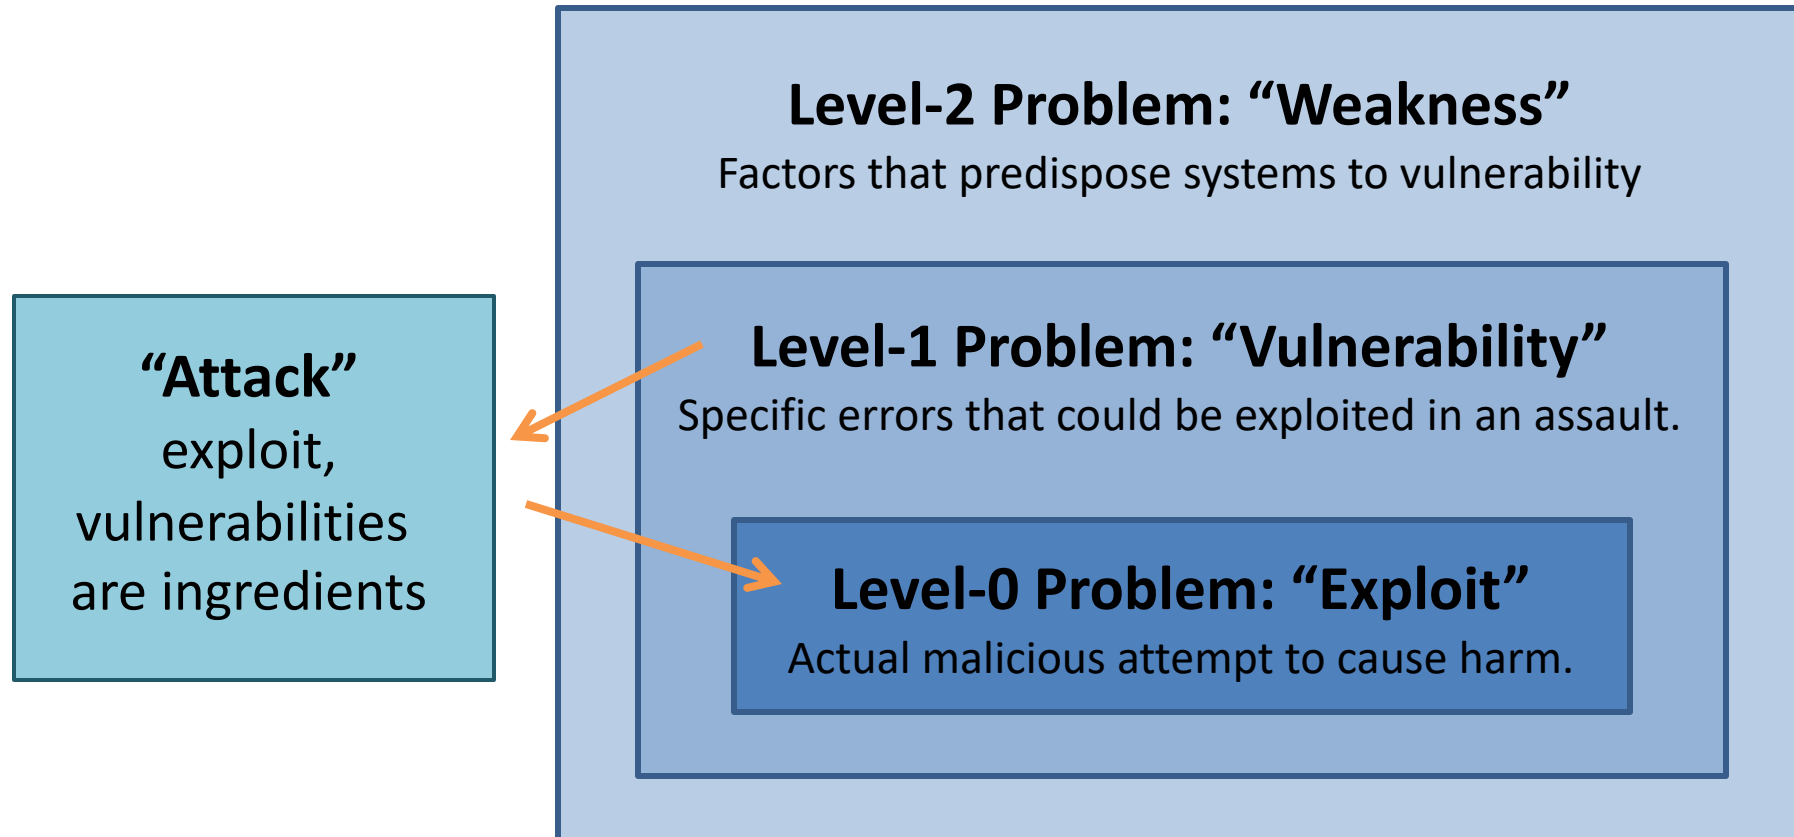 Level-2 Problem: “Weakness”
Factors that predispose systems to vulnerability
“Attack”
exploit,
vulnerabilities
are ingredients
Level-1 Problem: “Vulnerability”
Specific errors that could be exploited in an assault.
Level-0 Problem: “Exploit”
Actual malicious attempt to cause harm.